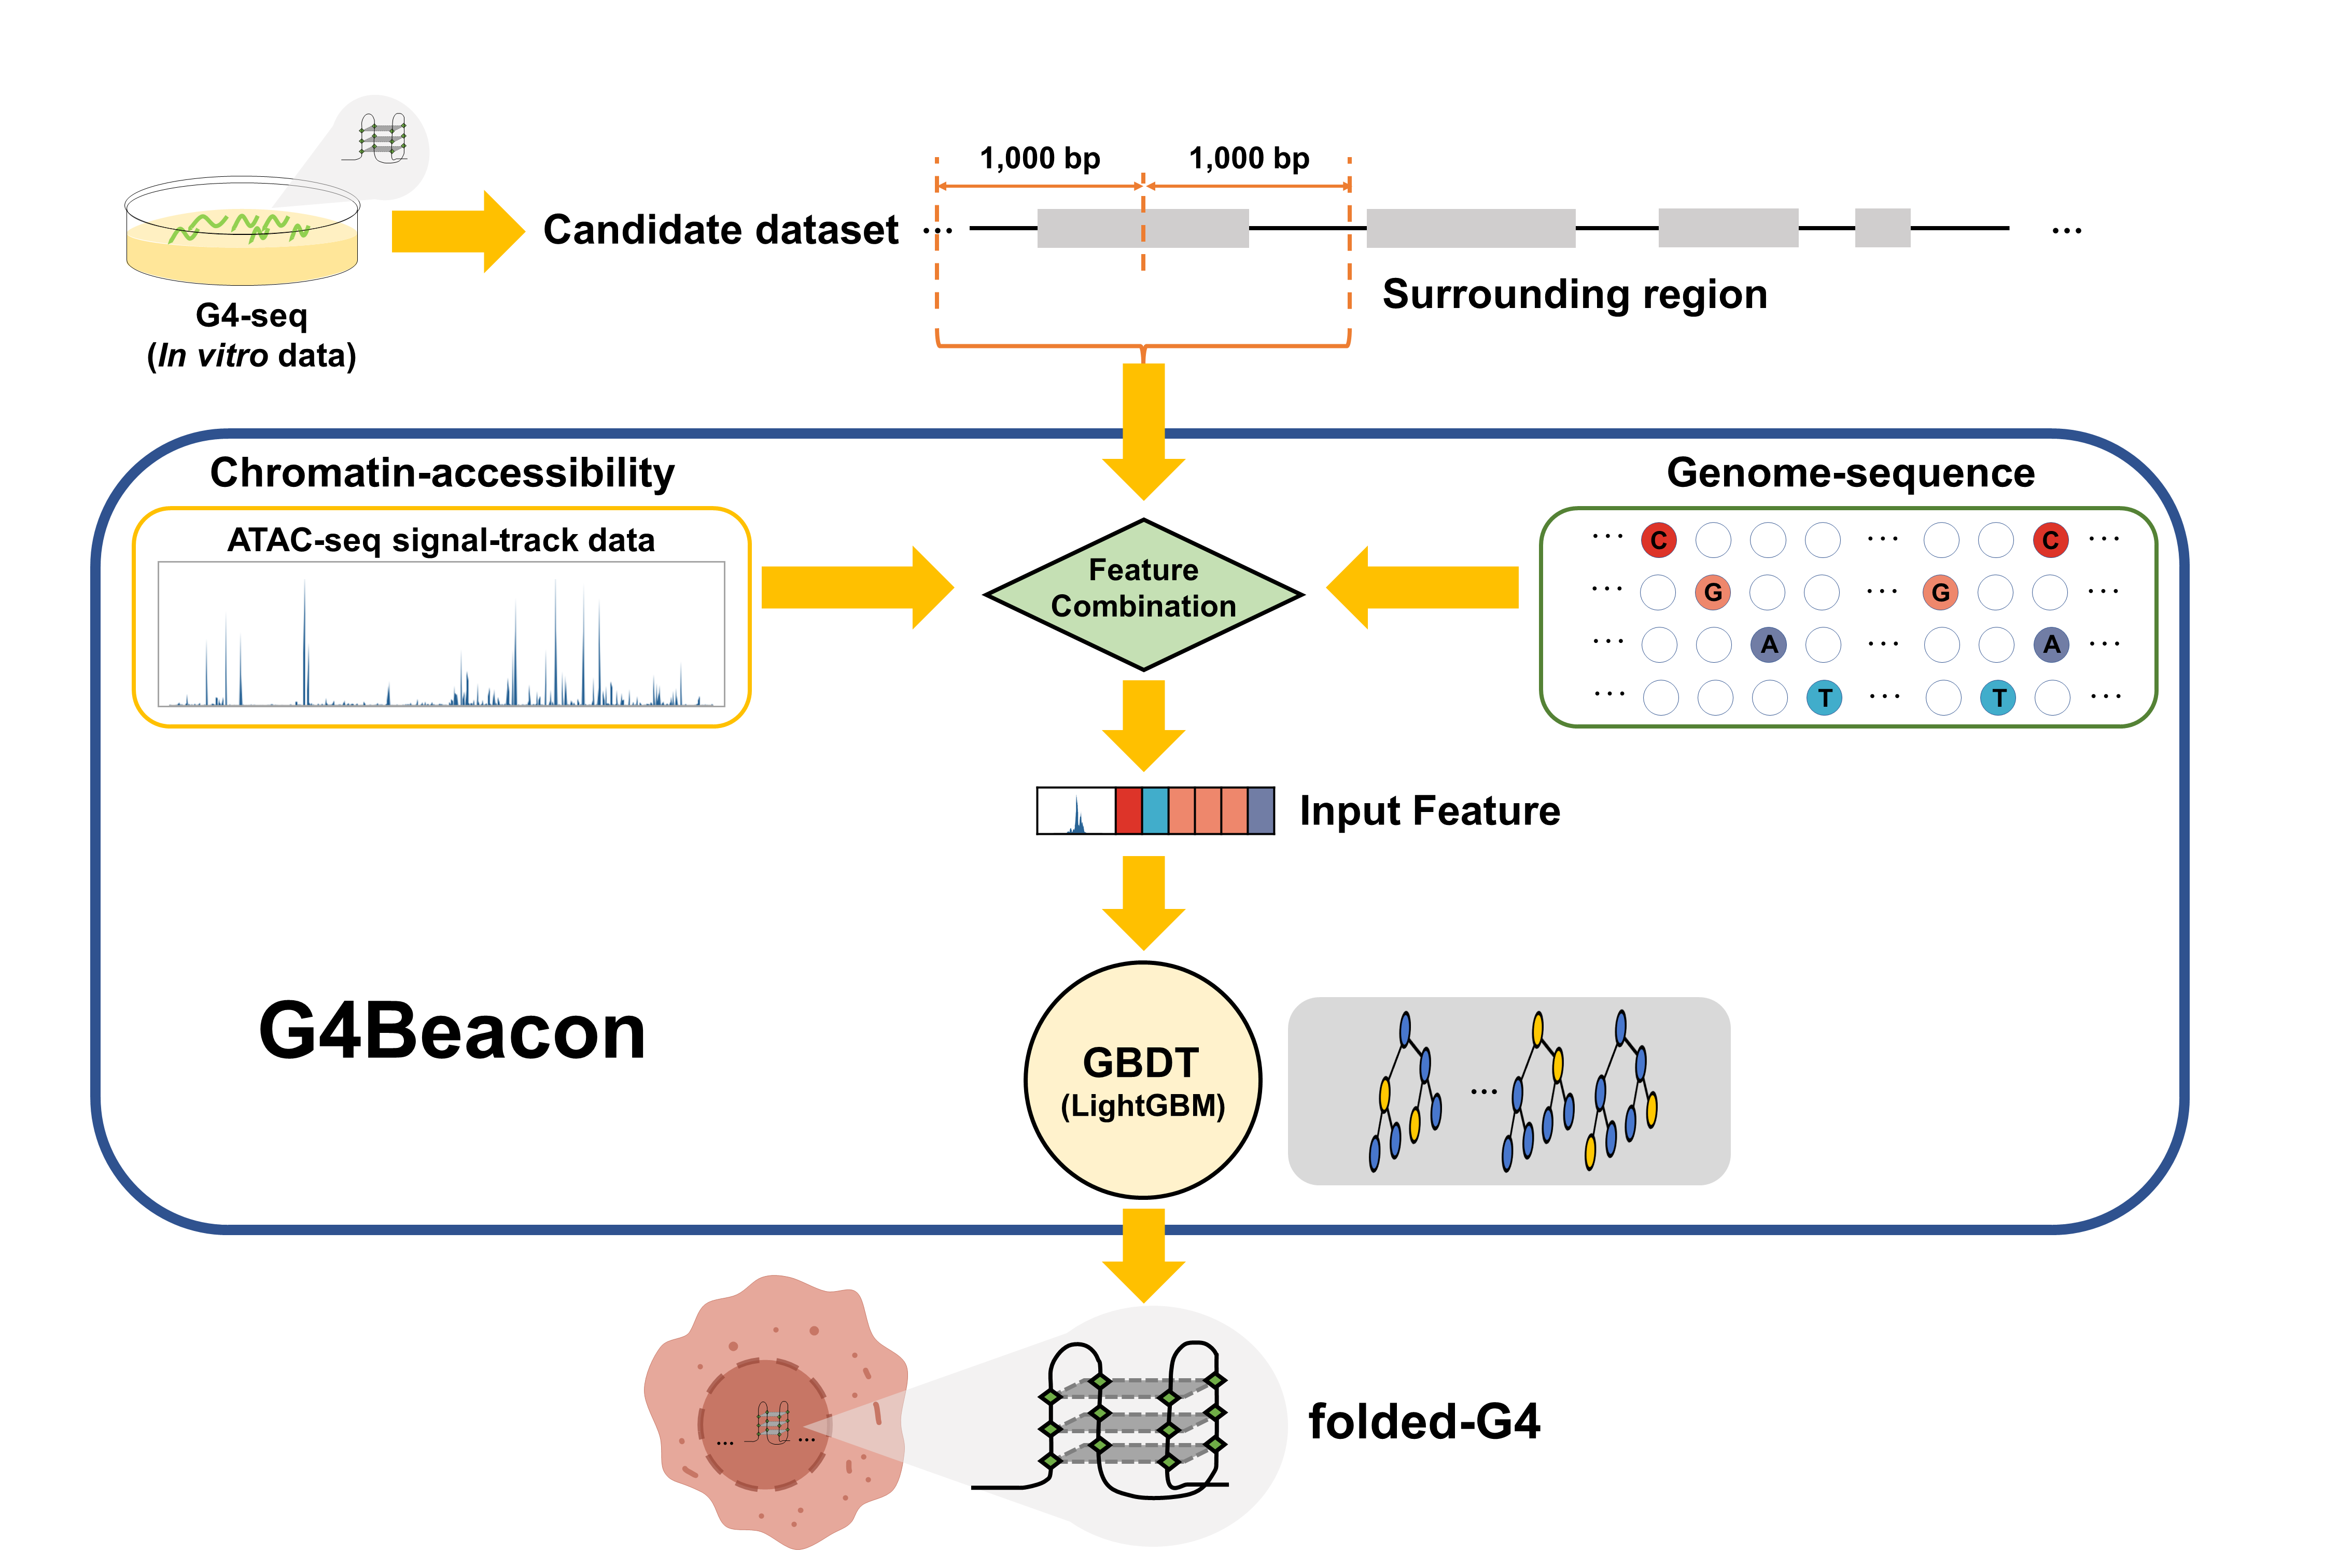 1,000 bp 1,000 bp
Candidate dataset ... ...
Surrounding region
G4-seq
(In vitro data)
Chromatin-accessibility
ATAC-seq signal-track data
Feature
Combination
Genome-sequence
... C ... C ...
... G ... G ...
... A ... A ...
... T ... T ...
Input Feature
G4Beacon
GBDT
(LightGBM)
...
... ...
folded-G4